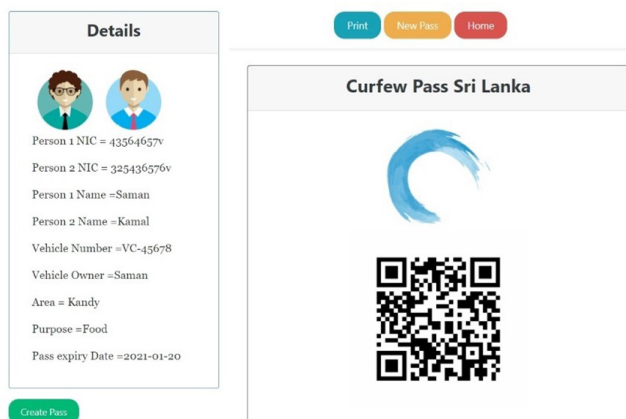 Details
Person 1 NIC = 43564657v
Person 2 NIC = 325436576v
Person 1 Name =Saman
Person 2 Name =Kamal
Vehicle Number =VC-45678
Vehicle Owner =Saman
Area = Kandy
Purpose =Food
Pass expiry Date =2021-01-20
Create Pass
Print
New Pass
Home
Curfew Pass Sri Lanka